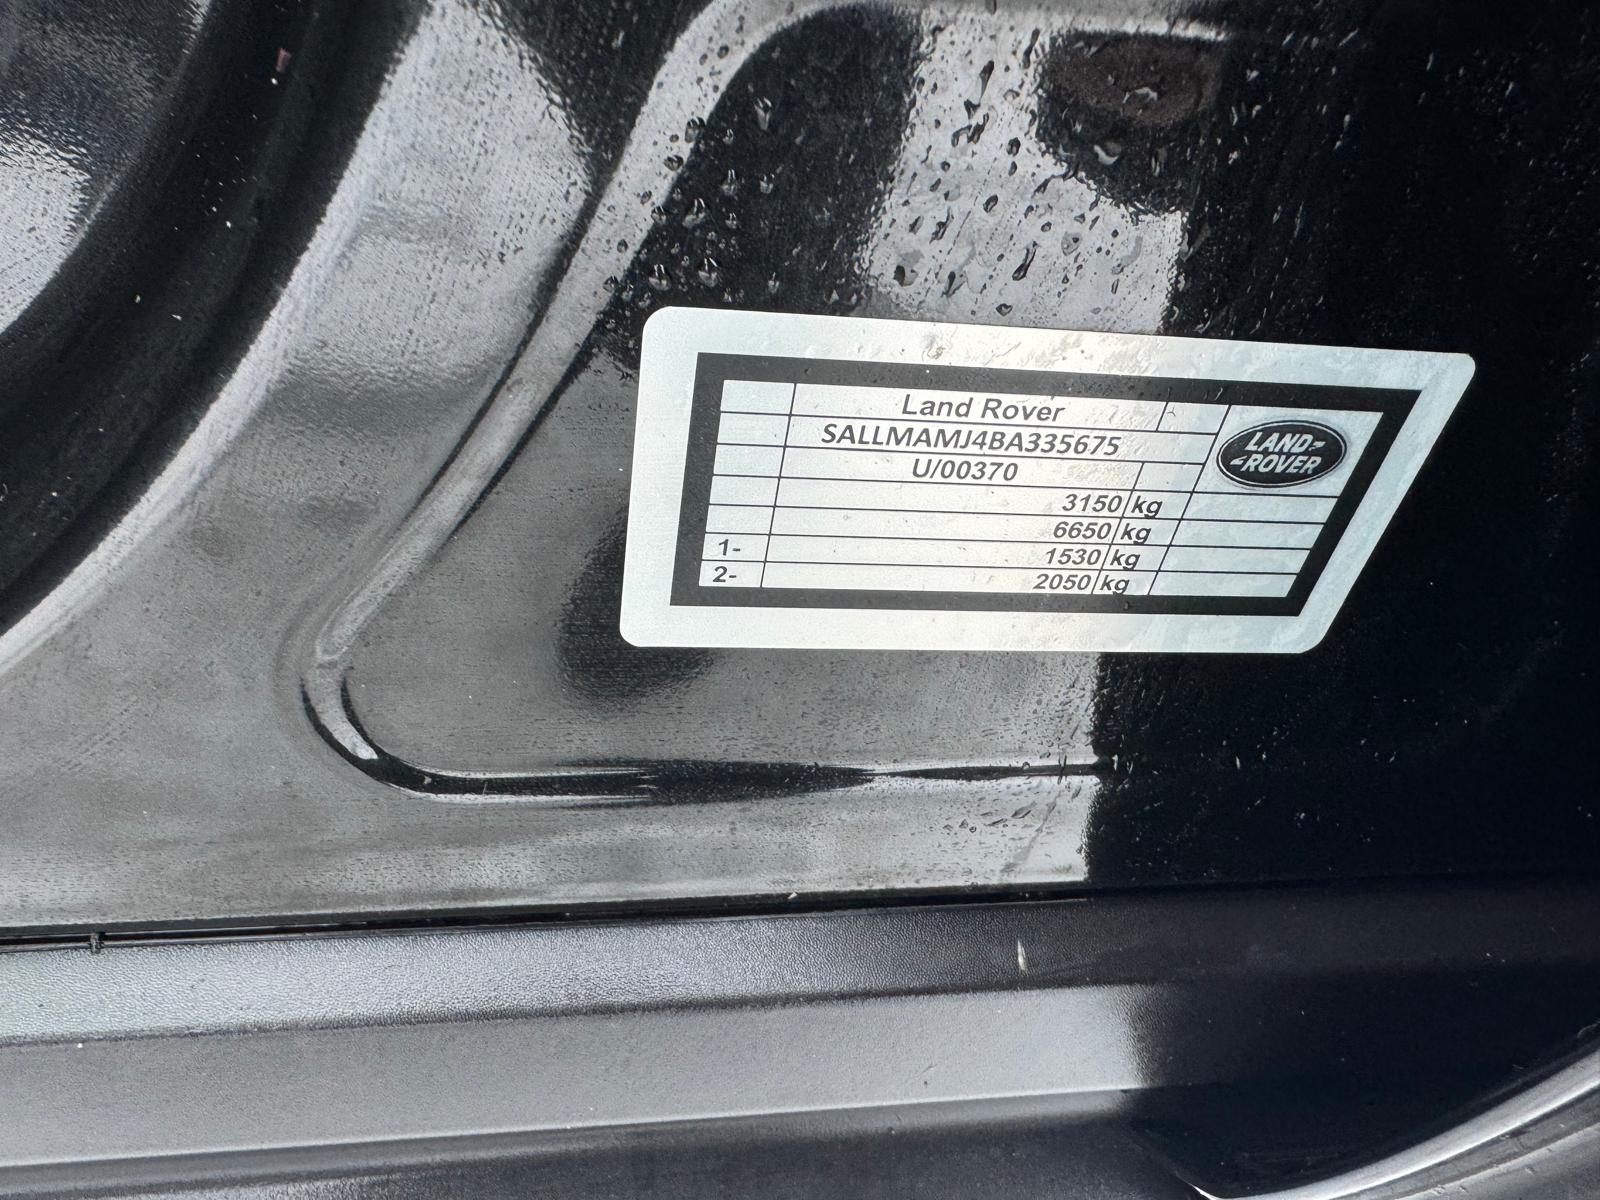 Land Rover
SALLMAMJ4BA335675
U/00370
3150 kg
6650 kg
1- 1530 kg
2- 2050 kg
LAND-
-ROVER